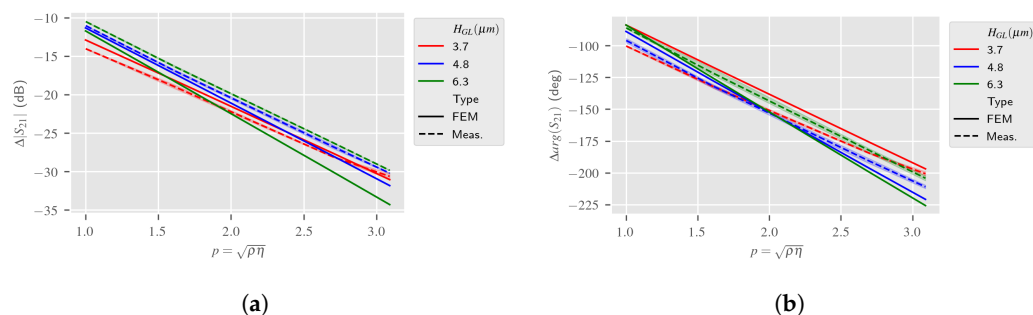 −10
−15
−20
−25
−30
−35
Δ|S₂₁| (dB)
1.0 1.5 2.0 2.5 3.0
p = √ρη
H_GL(μm)
3.7
4.8
6.3
Type
FEM
Meas.
(a)
−100
−125
−150
−175
−200
−225
Δarg(S₂₁) (deg)
1.0 1.5 2.0 2.5 3.0
p = √ρη
H_GL(μm)
3.7
4.8
6.3
Type
FEM
Meas.
(b)